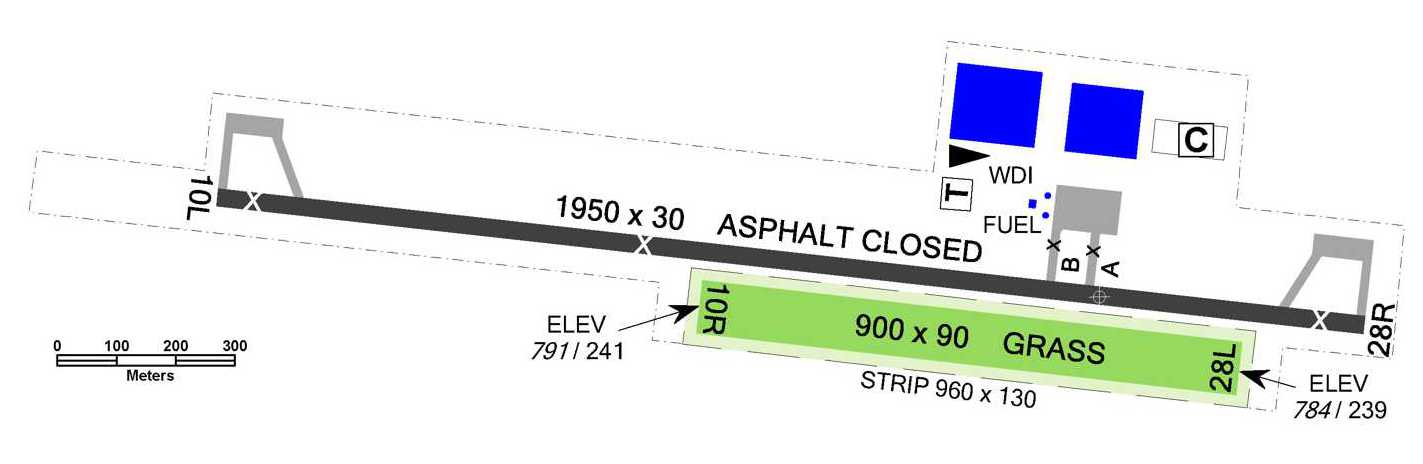 C
T
WDI
FUEL
10L
1950 x 30 ASPHALT CLOSED
X
X
X
X
X
B
A
28R
10R
900 x 90 GRASS
28L
ELEV
791 / 241
STRIP 960 x 130
ELEV
784 / 239
0 100 200 300
Meters